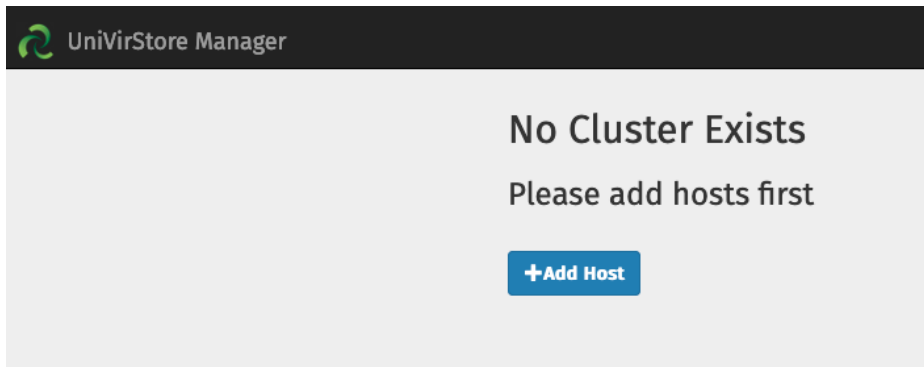 UniVirStore Manager
No Cluster Exists
Please add hosts first
+Add Host